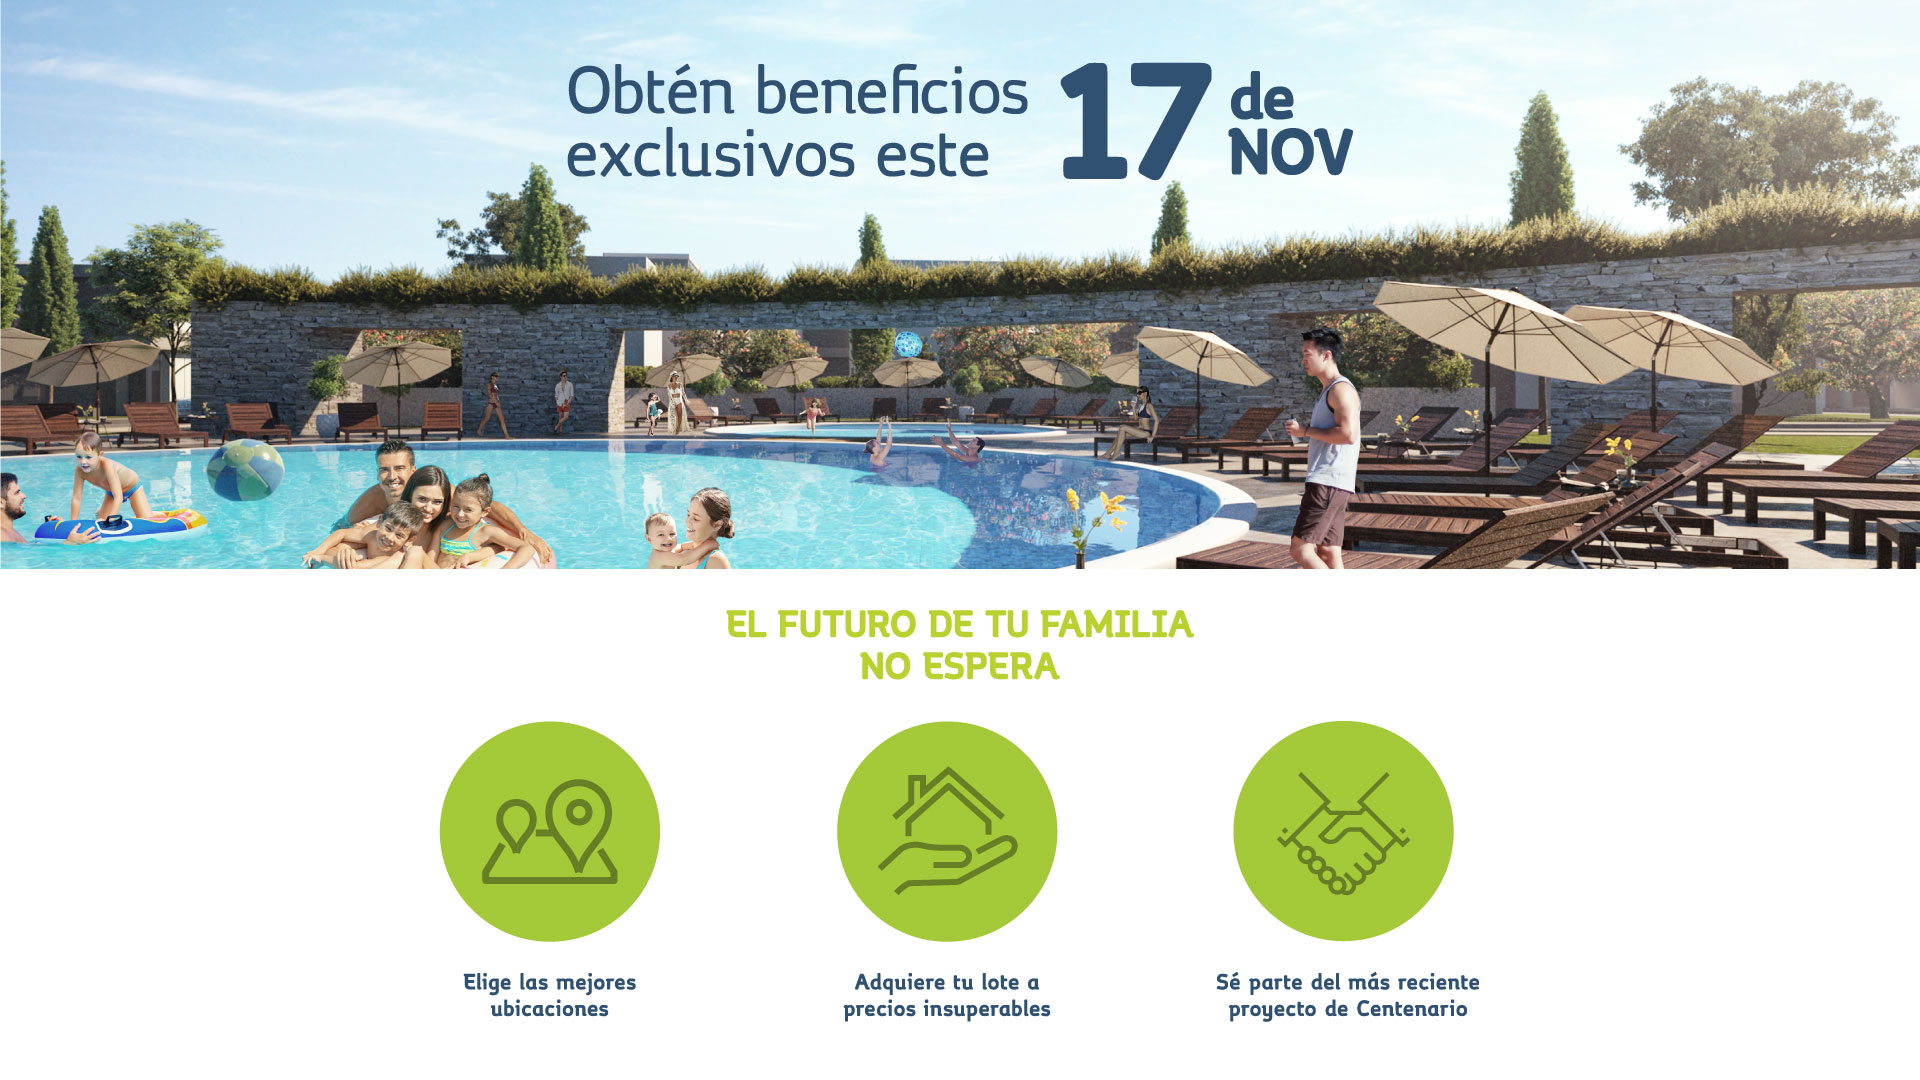 Obtén beneficios
exclusivos este
17 de
NOV
EL FUTURO DE TU FAMILIA
NO ESPERA
Elige las mejores
ubicaciones
Adquiere tu lote a
precios insuperables
Sé parte del más reciente
proyecto de Centenario